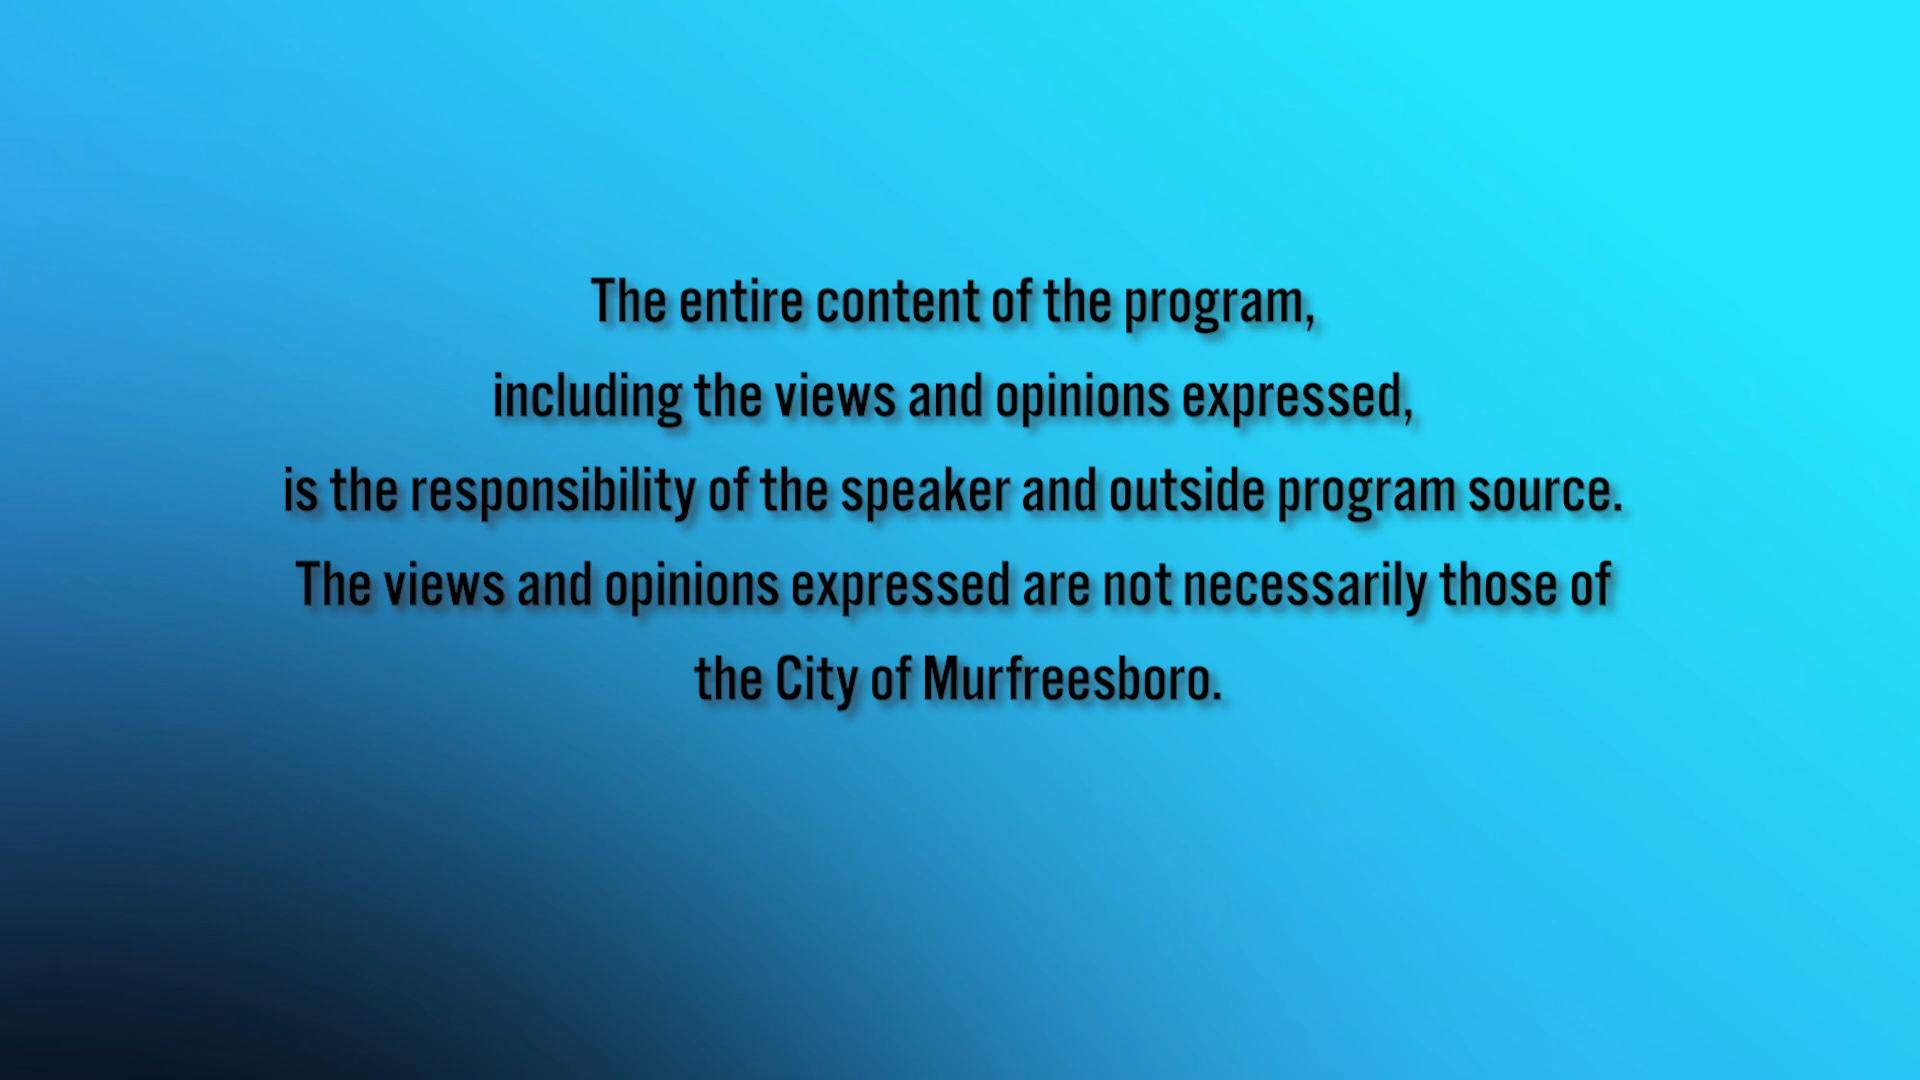 The entire content of the program,
including the views and opinions expressed,
is the responsibility of the speaker and outside program source.
The views and opinions expressed are not necessarily those of
the City of Murfreesboro.